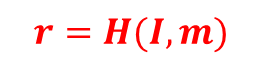 r = H(I, m)